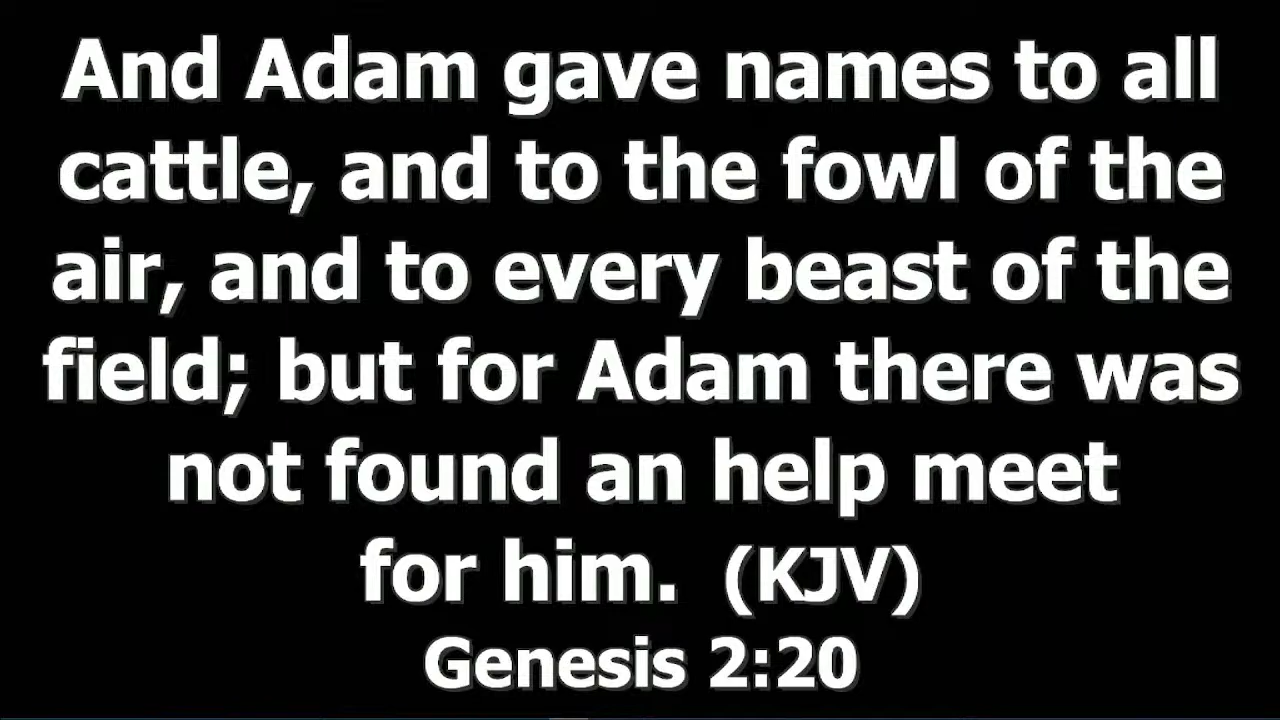 And Adam gave names to all
cattle, and to the fowl of the
air, and to every beast of the
field; but for Adam there was
not found an help meet
for him. (KJV)
Genesis 2:20